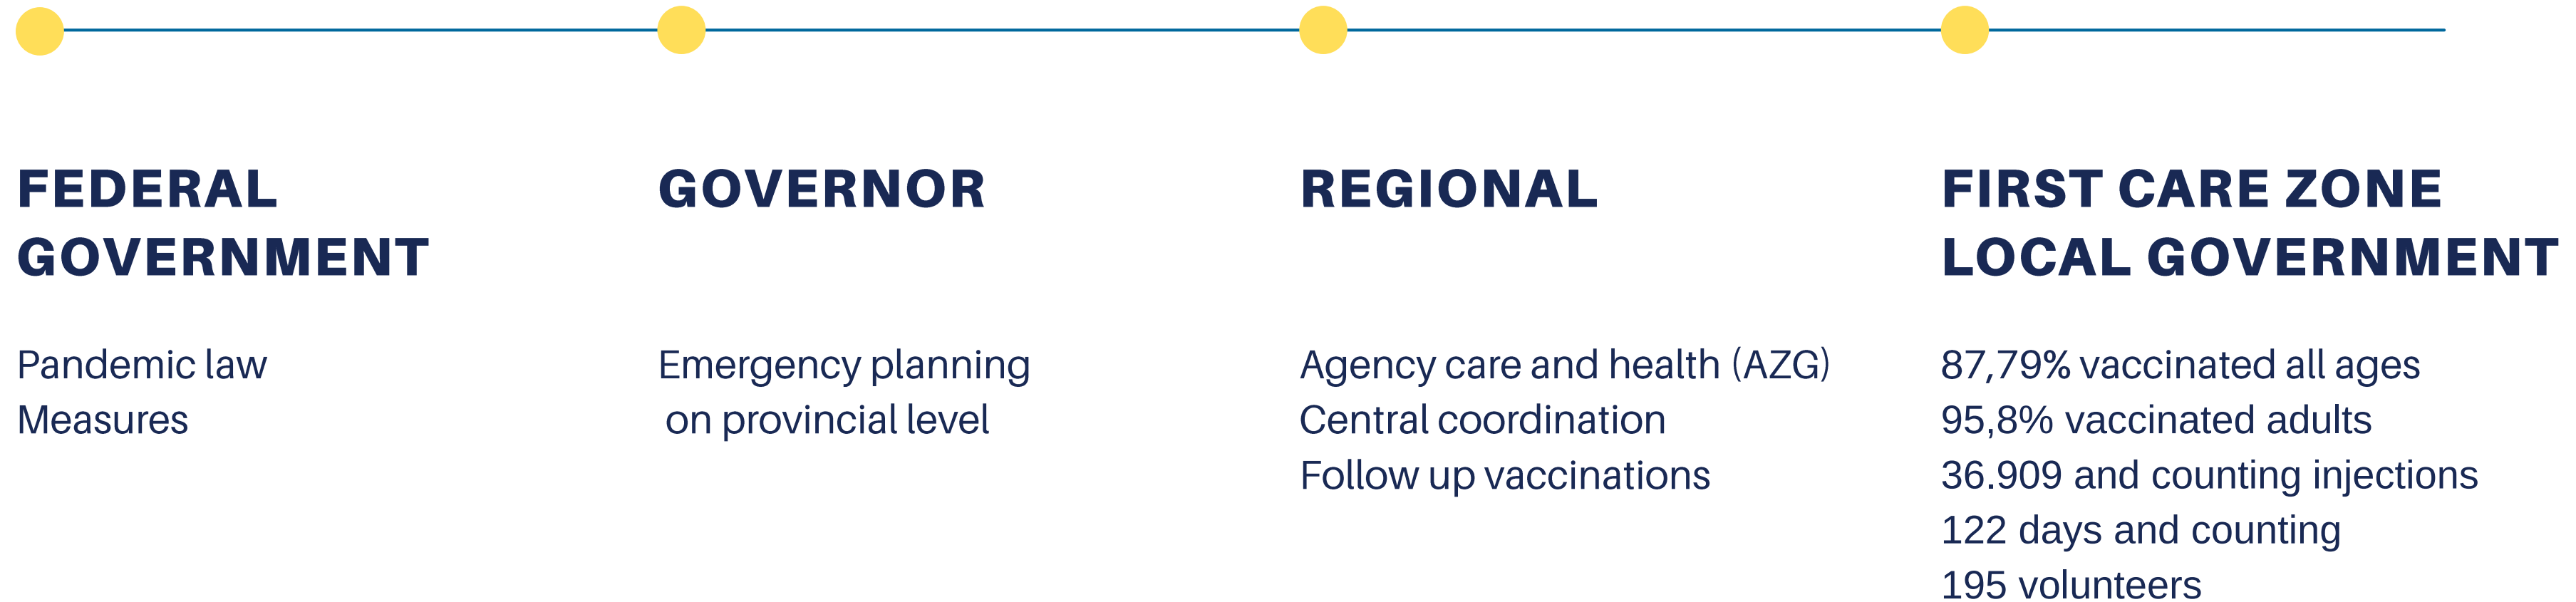 FEDERAL
GOVERNMENT
Pandemic law
Measures
GOVERNOR
Emergency planning
on provincial level
REGIONAL
Agency care and health (AZG)
Central coordination
Follow up vaccinations
FIRST CARE ZONE
LOCAL GOVERNMENT
87,79% vaccinated all ages
95,8% vaccinated adults
36.909 and counting injections
122 days and counting
195 volunteers